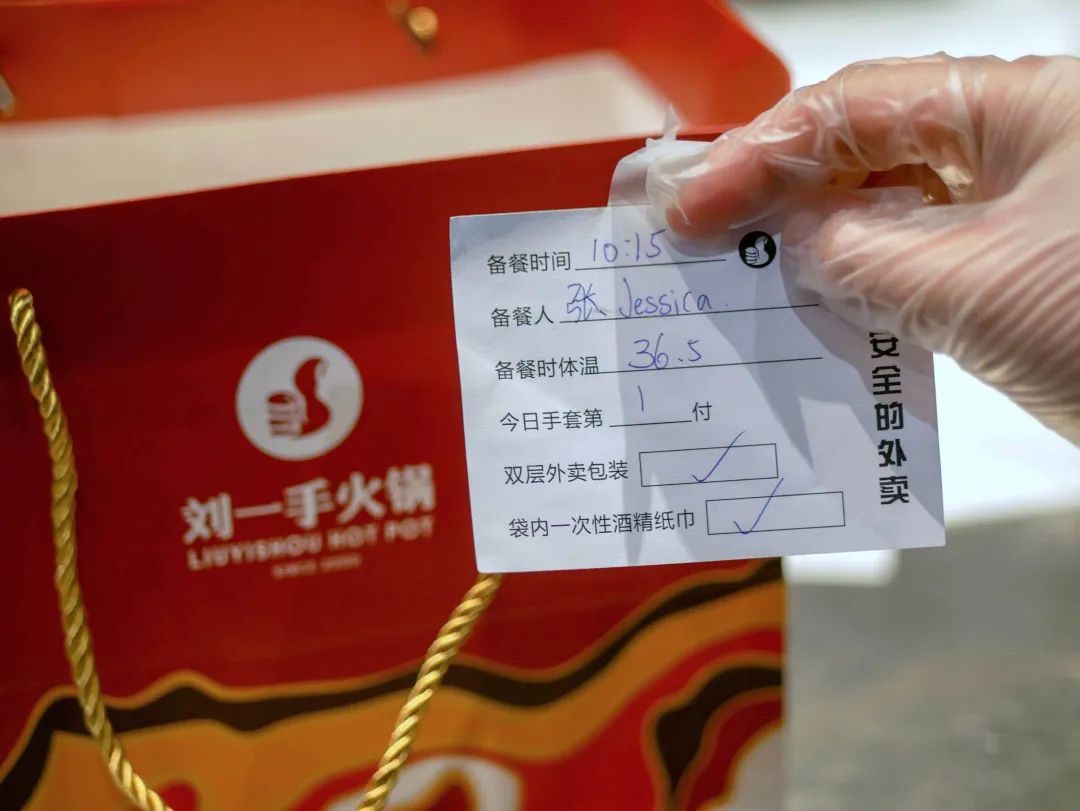 刘一手火锅
LIUYISHOU HOT POT
备餐时间 10:15
备餐人 张 Jessica
备餐时体温 36.5
今日手套第 1 付
双层外卖包装 ✓
袋内一次性酒精纸巾 ✓
安全的外卖